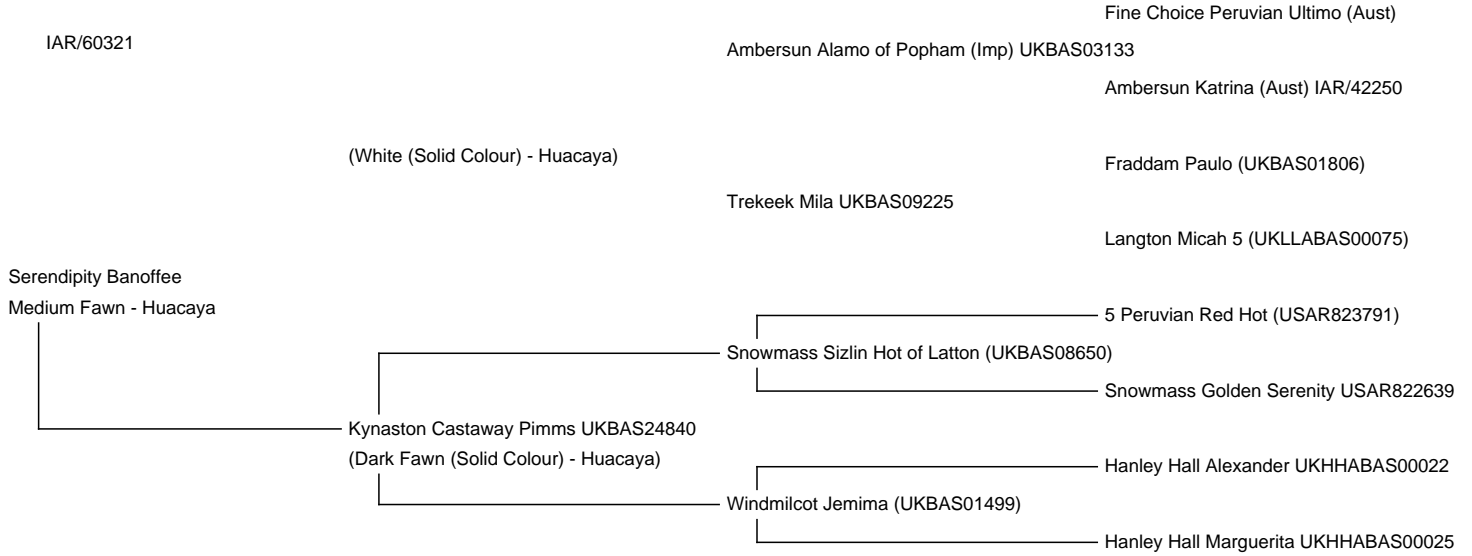 Fine Choice Peruvian Ultimo (Aust)
IAR/60321
Ambersun Alamo of Popham (Imp) UKBAS03133
Ambersun Katrina (Aust) IAR/42250
(White (Solid Colour) - Huacaya)
Fraddam Paulo (UKBAS01806)
Trekeek Mila UKBAS09225
Langton Micah 5 (UKLLABAS00075)
Serendipity Banoffee
Medium Fawn - Huacaya
5 Peruvian Red Hot (USAR823791)
Snowmass Sizlin Hot of Latton (UKBAS08650)
Snowmass Golden Serenity USAR822639
Kynaston Castaway Pimms UKBAS24840
(Dark Fawn (Solid Colour) - Huacaya)
Hanley Hall Alexander UKHHABAS00022
Windmilcot Jemima (UKBAS01499)
Hanley Hall Marguerita UKHHABAS00025